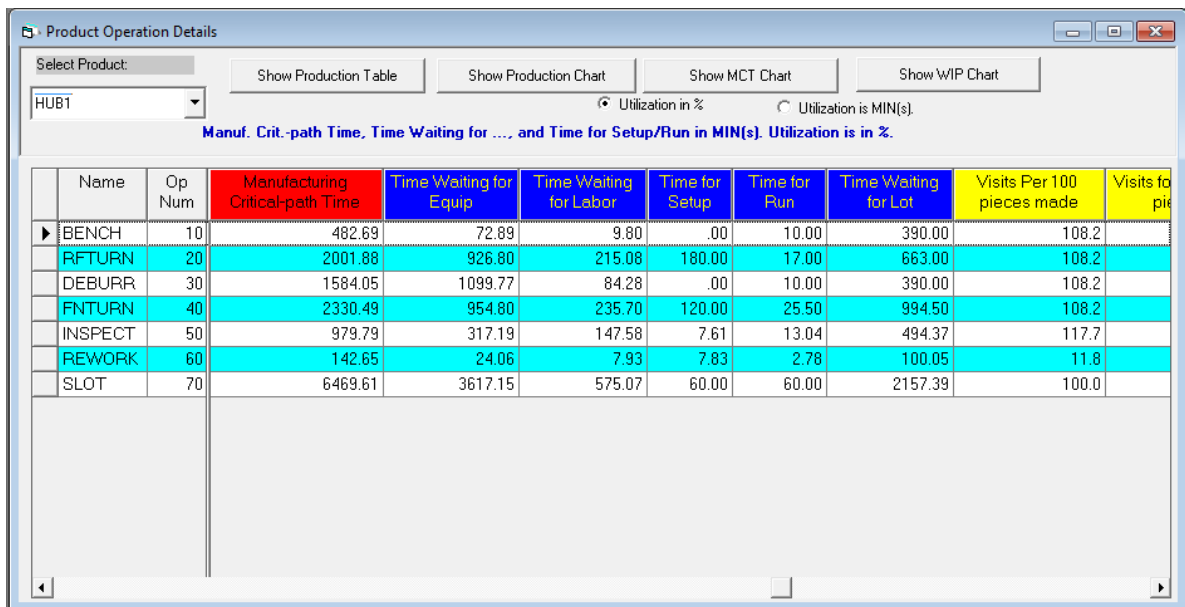 Product Operation Details
Select Product:
HUB1
Show Production Table Show Production Chart Show MCT Chart Show WIP Chart
Utilization in % Utilization is MIN(s).
Manuf. Crit.-path Time, Time Waiting for ..., and Time for Setup/Run in MIN(s). Utilization is in %.
Name Op Num Manufacturing Critical-path Time Time Waiting for Equip Time Waiting for Labor Time for Setup Time for Run Time Waiting for Lot Visits Per 100 pieces made Visits fo pie
BENCH 10 482.69 72.89 9.80 .00 10.00 390.00 108.2
RFTURN 20 2001.88 926.80 215.08 180.00 17.00 663.00 108.2
DEBURR 30 1584.05 1099.77 84.28 .00 10.00 390.00 108.2
FNTURN 40 2330.49 954.80 235.70 120.00 25.50 994.50 108.2
INSPECT 50 979.79 317.19 147.58 7.61 13.04 494.37 117.7
REWORK 60 142.65 24.06 7.93 7.83 2.78 100.05 11.8
SLOT 70 6469.61 3617.15 575.07 60.00 60.00 2157.39 100.0